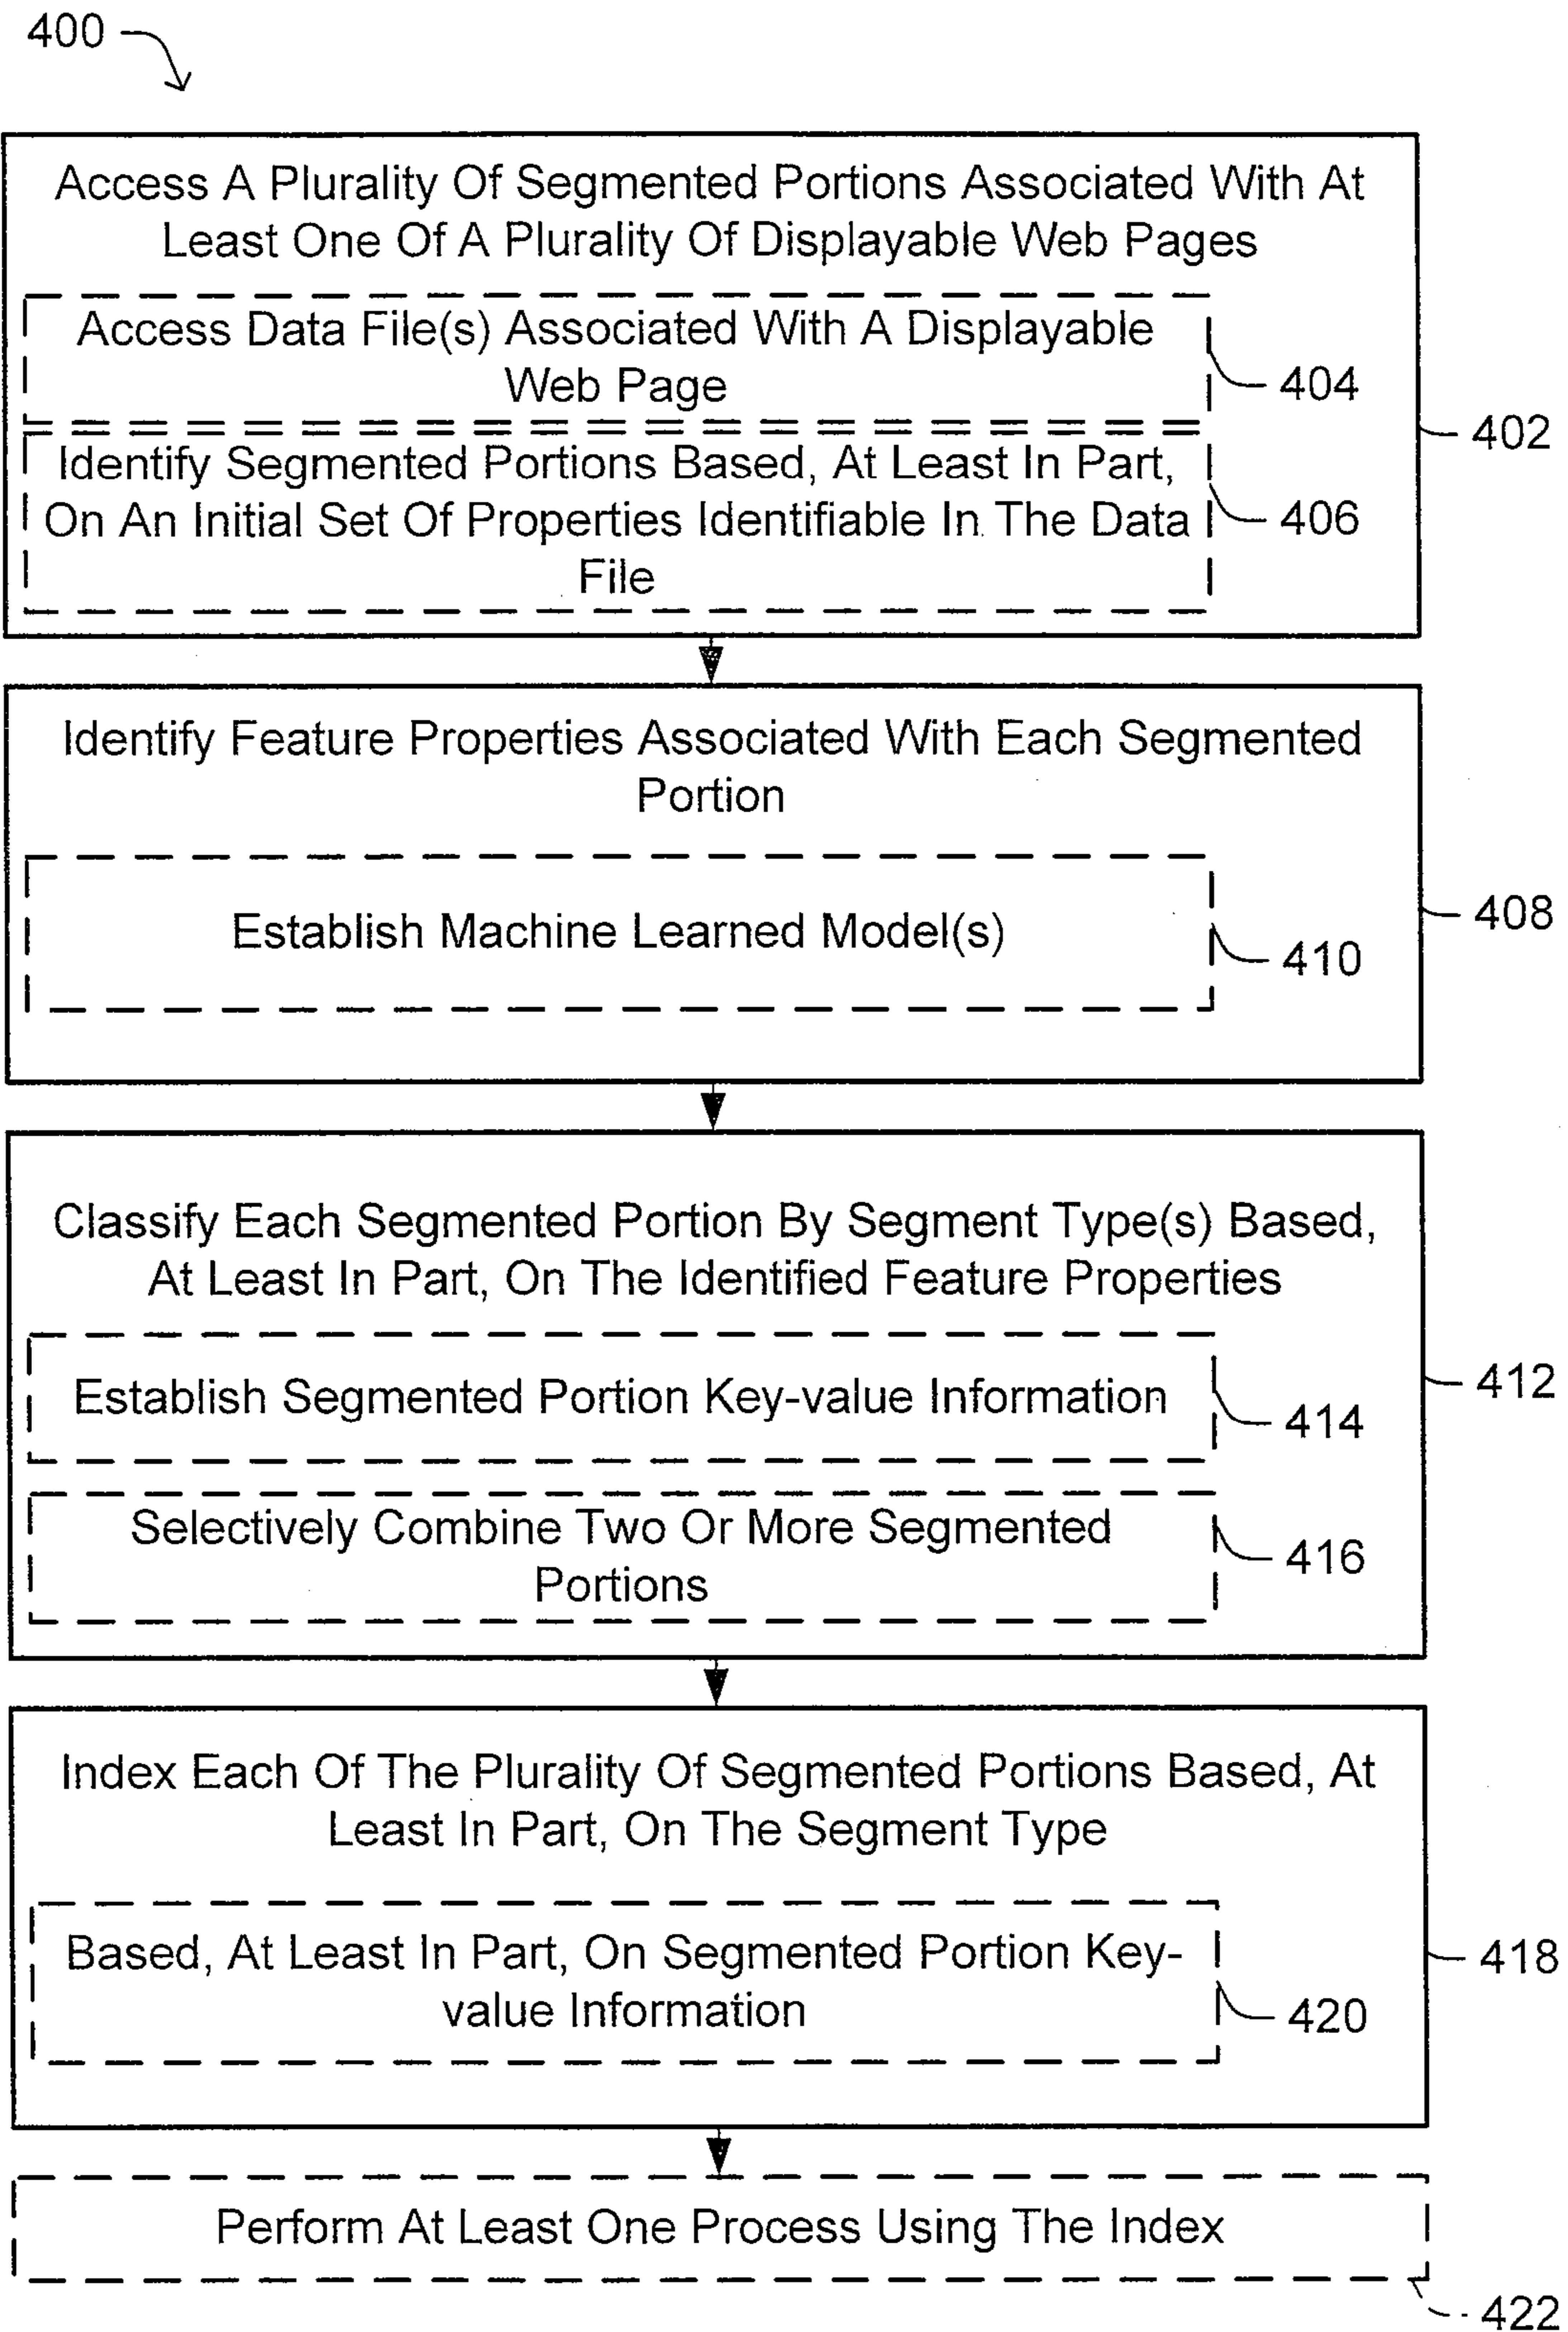 400
Access A Plurality Of Segmented Portions Associated With At
Least One Of A Plurality Of Displayable Web Pages
Access Data File(s) Associated With A Displayable
Web Page
404
402
Identify Segmented Portions Based, At Least In Part,
On An Initial Set Of Properties Identifiable In The Data
File
406
Identify Feature Properties Associated With Each Segmented
Portion
408
Establish Machine Learned Model(s)
410
Classify Each Segmented Portion By Segment Type(s) Based,
At Least In Part, On The Identified Feature Properties
412
Establish Segmented Portion Key-value Information
414
Selectively Combine Two Or More Segmented
Portions
416
Index Each Of The Plurality Of Segmented Portions Based, At
Least In Part, On The Segment Type
418
Based, At Least In Part, On Segmented Portion Key-
value Information
420
Perform At Least One Process Using The Index
422